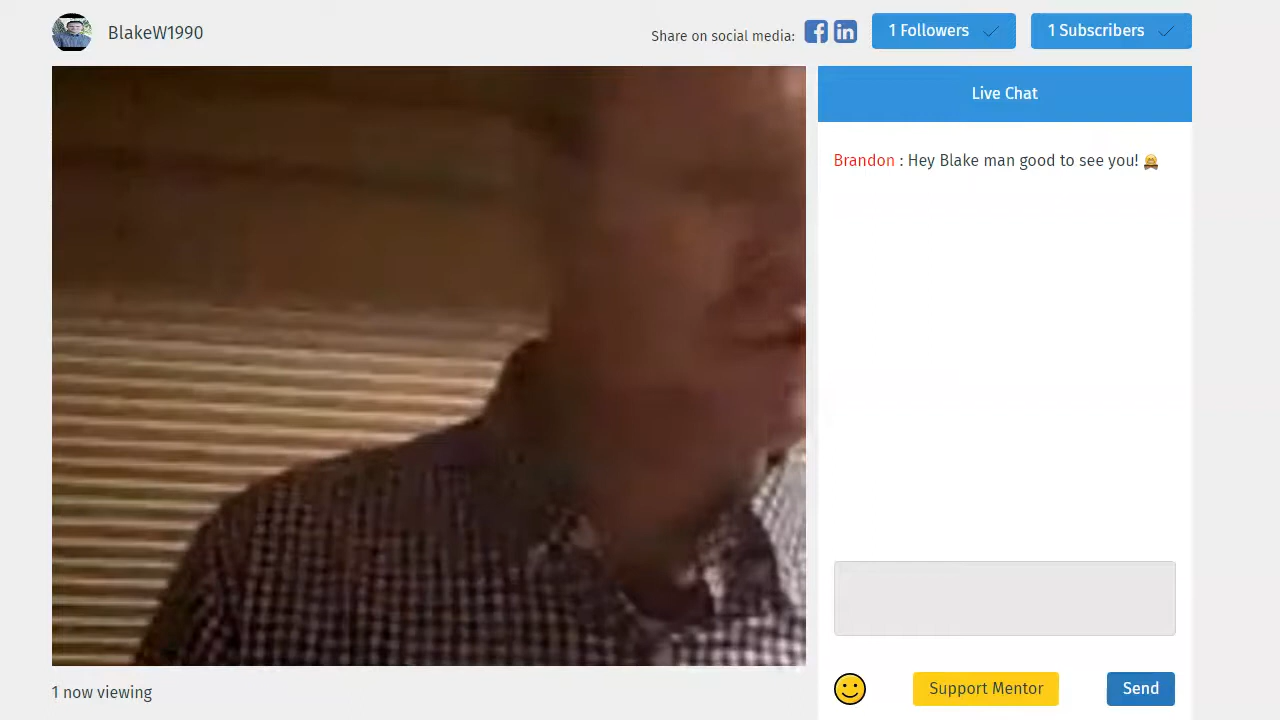 BlakeW1990
Share on social media:
1 Followers
1 Subscribers
Live Chat
Brandon : Hey Blake man good to see you!
Support Mentor
Send
1 now viewing